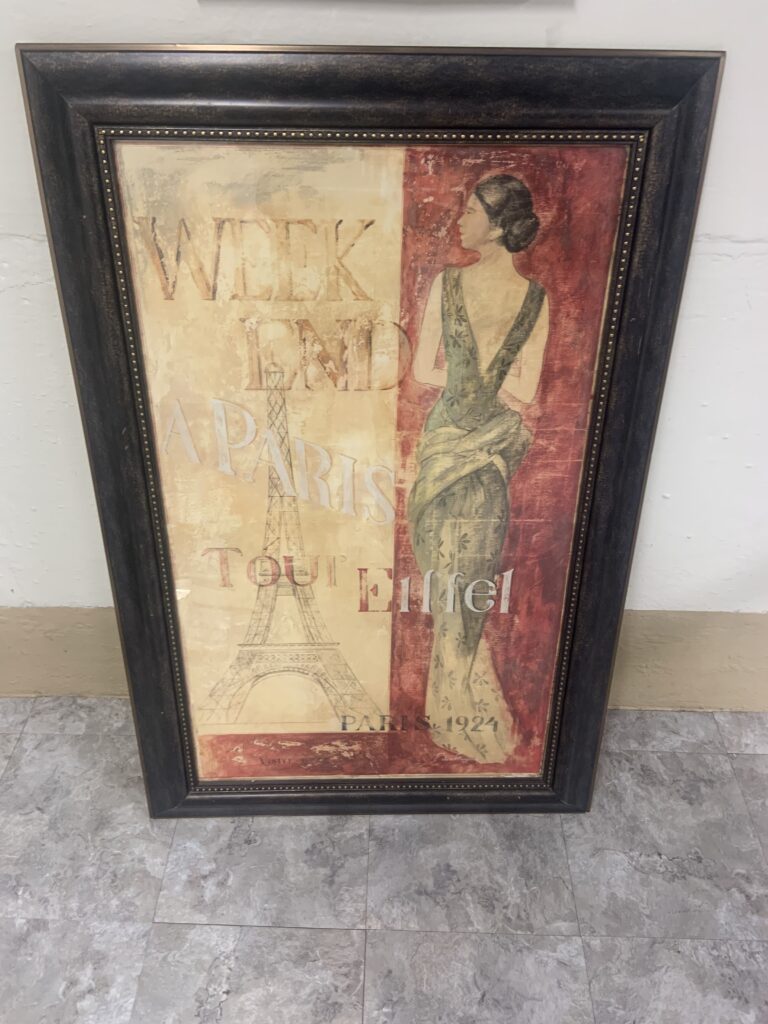 WEEK
END
A PARIS
TOUR Eiffel
PARIS 1924